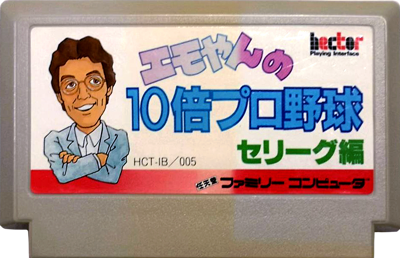 hector
Playing Interface
エモやんの
10倍プロ野球
セリーグ編
HCT-IB/005
任天堂 ファミリー コンピュータ